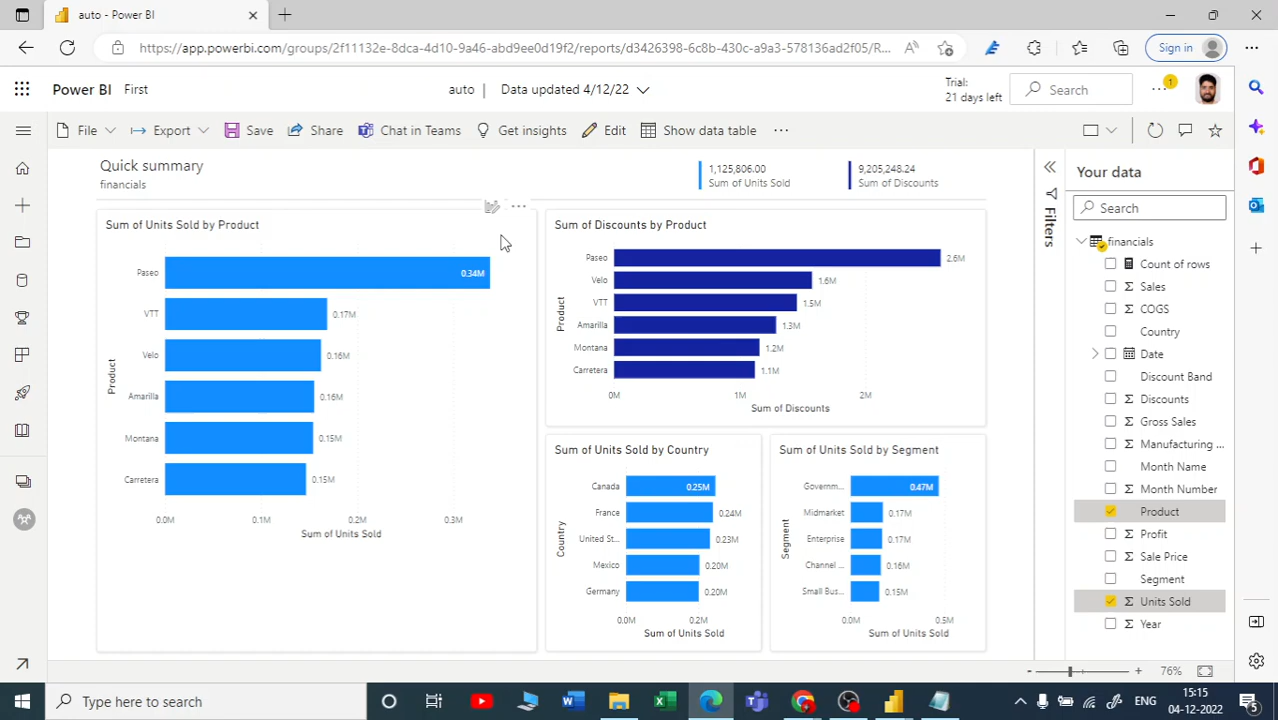 auto - Power BI
https://app.powerbi.com/groups/2f11132e-8dca-4d10-9a46-abd9ee0d19f2/reports/d3426398-6c8b-430c-a9a3-578136ad2f05/R...
Sign in
Power BI First
auto | Data updated 4/12/22
Trial:
21 days left
Search
1
File
Export
Save
Share
Chat in Teams
Get insights
Edit
Show data table
Quick summary
financials
1,125,806.00
Sum of Units Sold
9,205,248.24
Sum of Discounts
Sum of Units Sold by Product
Product
Paseo 0.34M
VTT 0.17M
Velo 0.16M
Amarilla 0.16M
Montana 0.15M
Carretera 0.15M
0.0M 0.1M 0.2M 0.3M
Sum of Units Sold
Sum of Discounts by Product
Product
Paseo 2.6M
Velo 1.6M
VTT 1.5M
Amarilla 1.3M
Montana 1.2M
Carretera 1.1M
0M 1M 2M
Sum of Discounts
Sum of Units Sold by Country
Country
Canada 0.25M
France 0.24M
United St... 0.23M
Mexico 0.20M
Germany 0.20M
0.0M 0.2M
Sum of Units Sold
Sum of Units Sold by Segment
Segment
Governm... 0.47M
Midmarket 0.17M
Enterprise 0.17M
Channel ... 0.16M
Small Bus... 0.15M
0.0M 0.5M
Sum of Units Sold
Filters
Your data
Search
financials
Count of rows
Sales
COGS
Country
Date
Discount Band
Discounts
Gross Sales
Manufacturing ...
Month Name
Month Number
Product
Profit
Sale Price
Segment
Units Sold
Year
- + 76%
Type here to search
ENG
15:15
04-12-2022
5